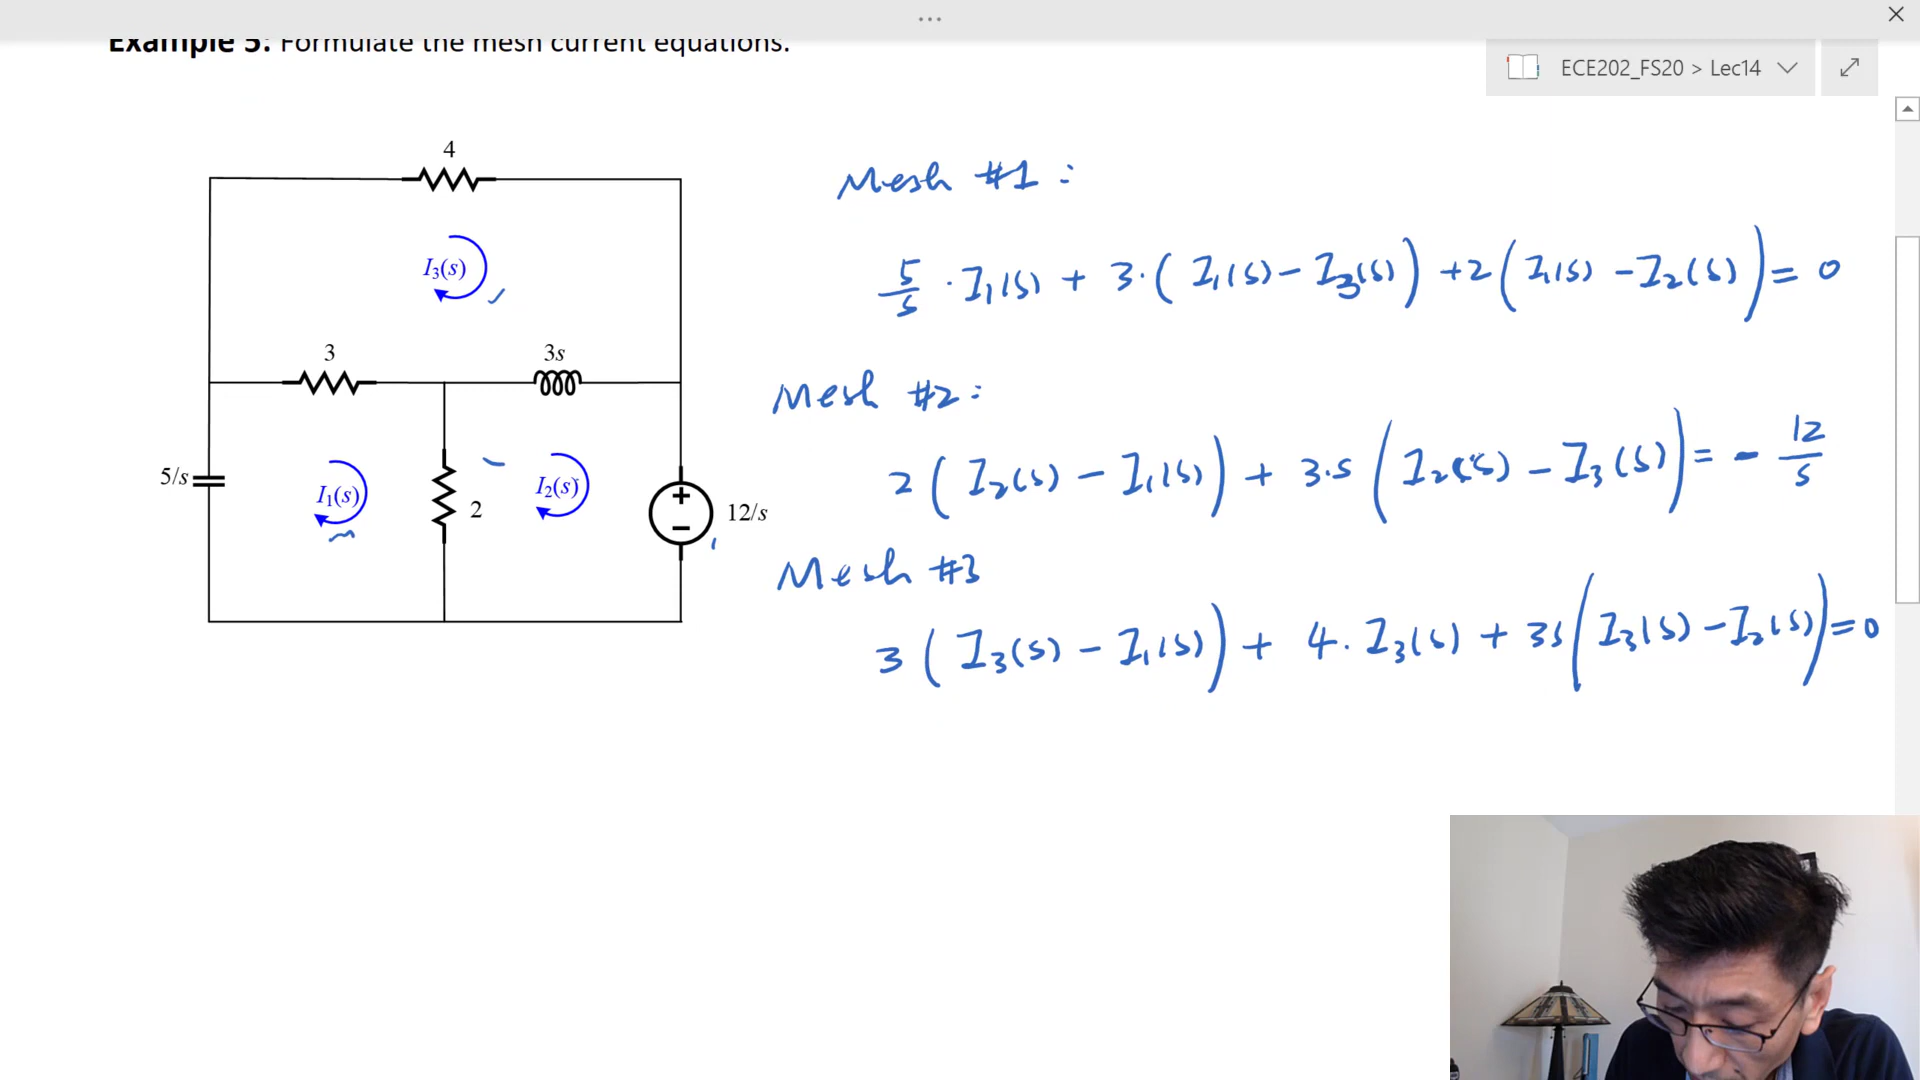 ...
Example 5: Formulate the mesh current equations.
ECE202_FS20 > Lec14
4
I₃(s)
3
3s
5/s
I₁(s)
2
I₂(s)
+
−
12/s
Mesh #1 :
5/s · I₁(s) + 3·( I₁(s) − I₃(s) ) + 2( I₁(s) − I₂(s) ) = 0
Mesh #2 :
2 ( I₂(s) − I₁(s) ) + 3·s ( I₂(s) − I₃(s) ) = − 12/s
Mesh #3
3 ( I₃(s) − I₁(s) ) + 4 · I₃(s) + 3s ( I₃(s) − I₂(s) ) = 0